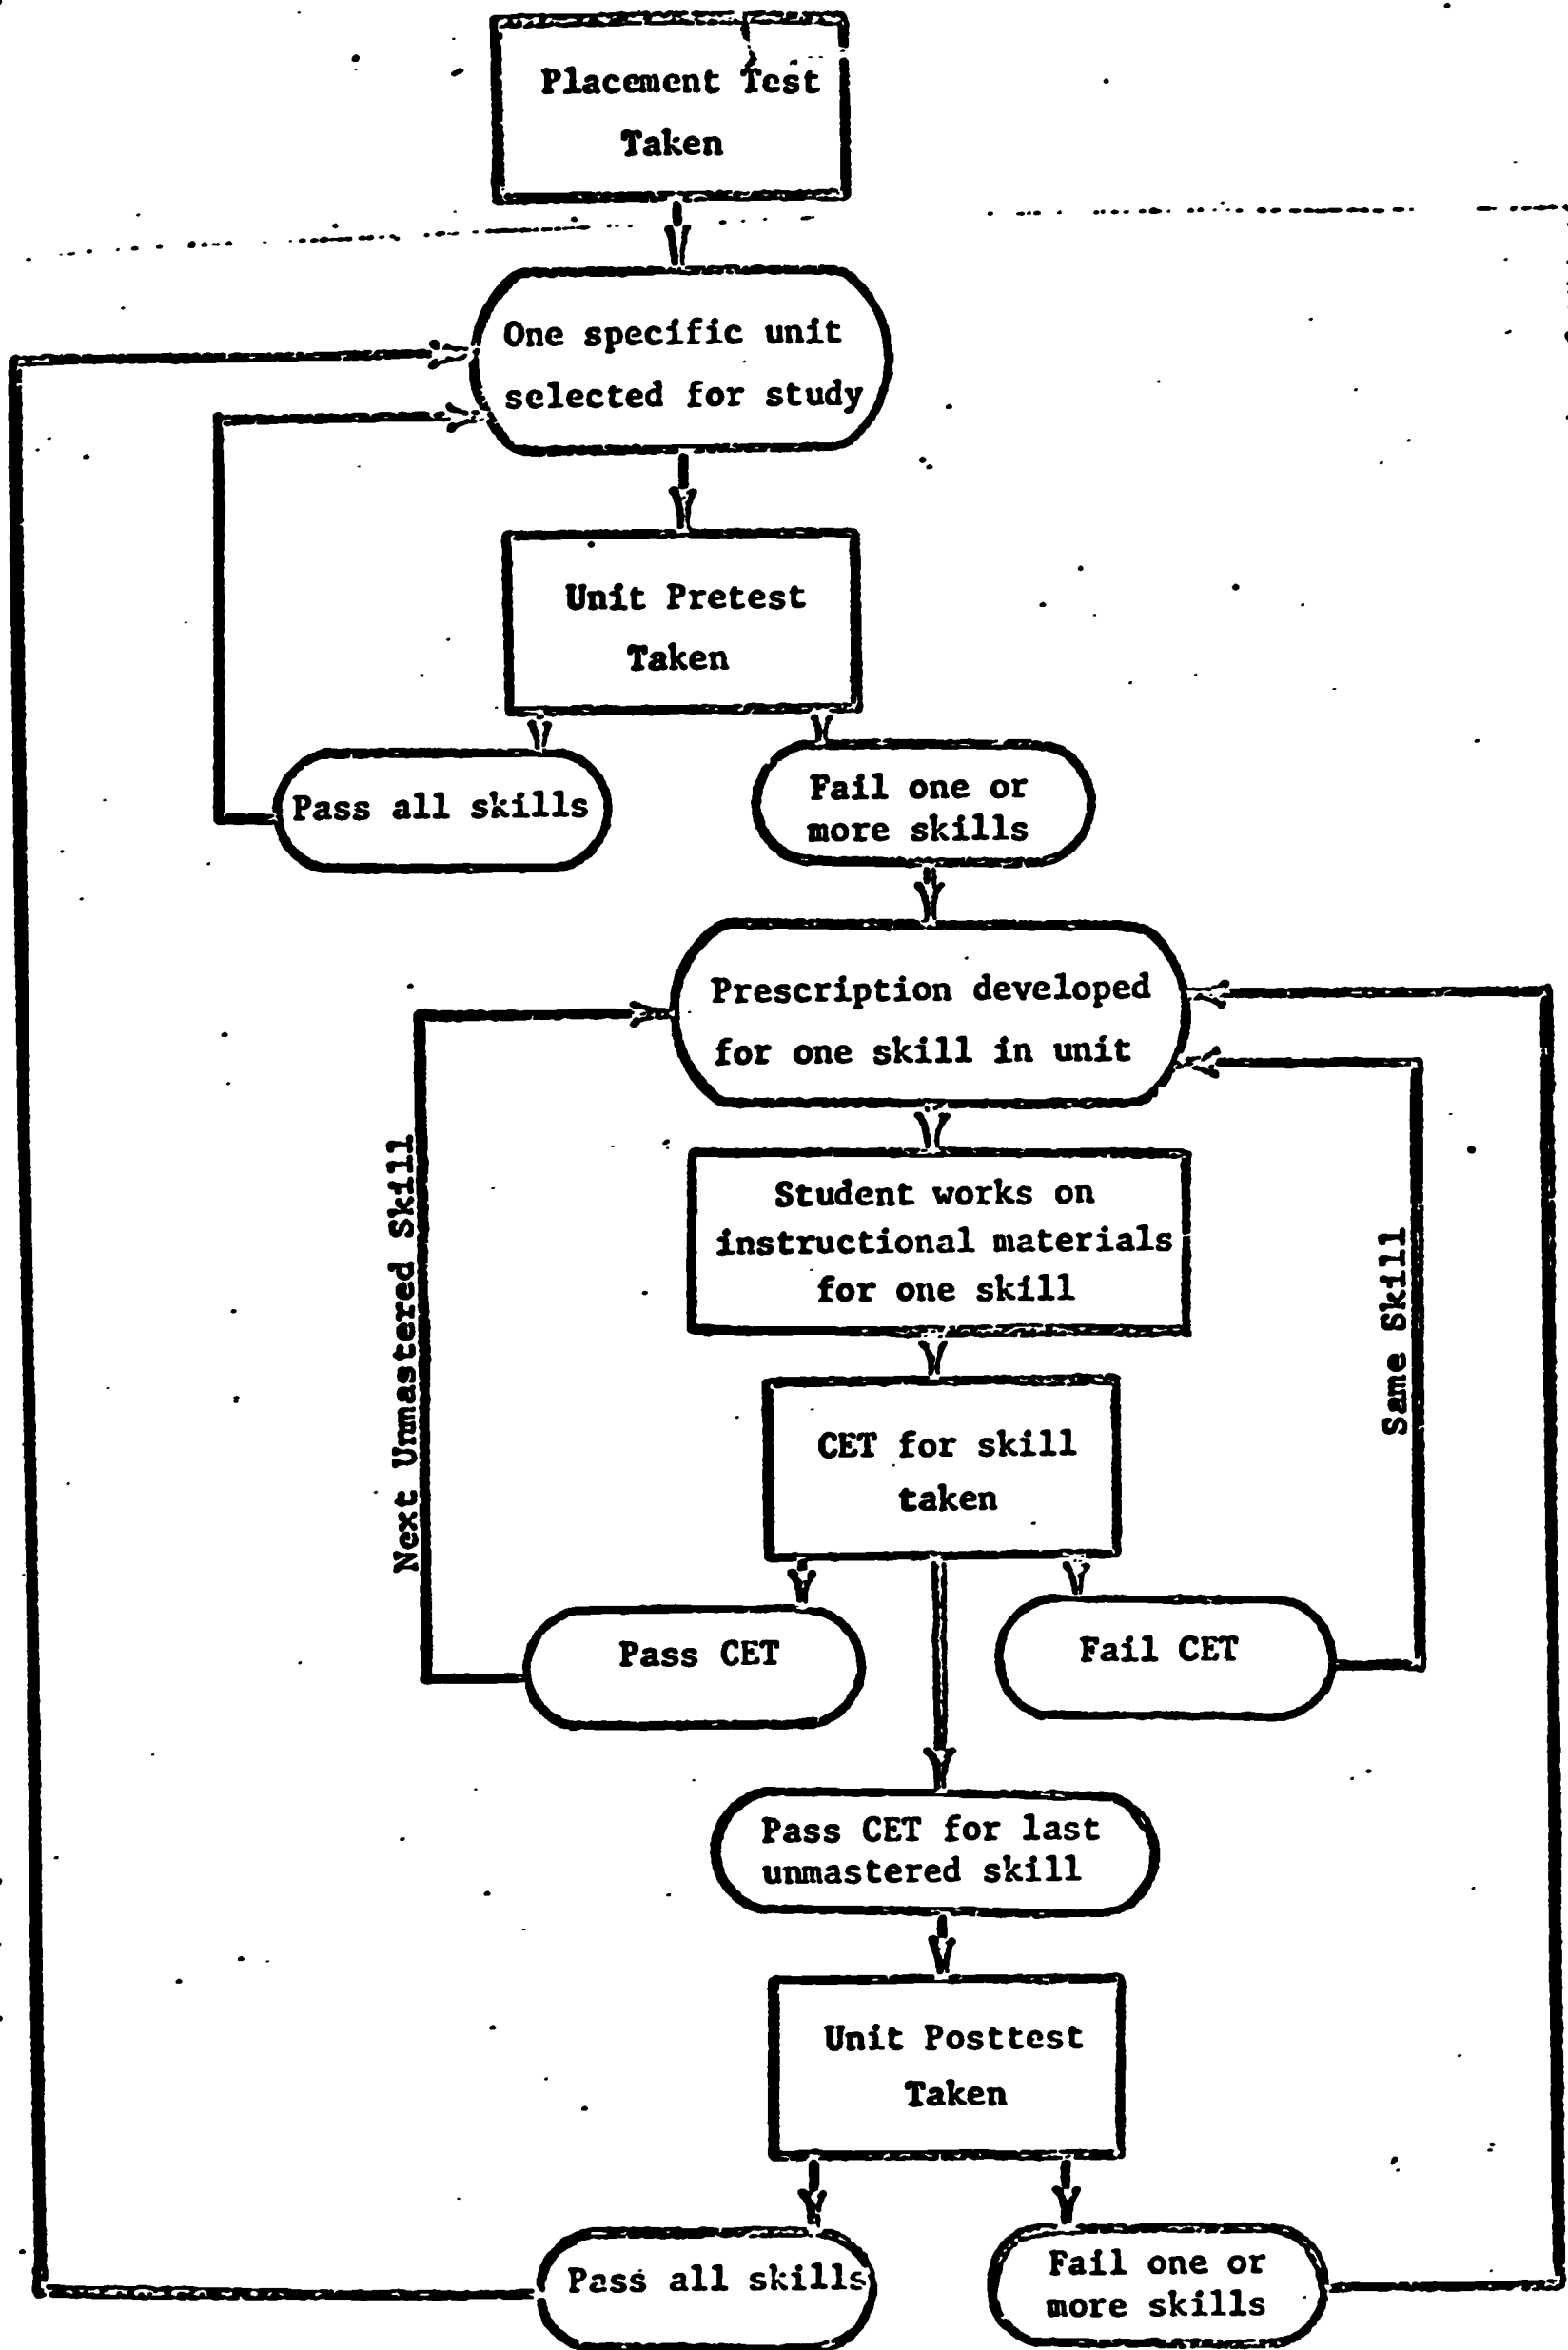 Placement Test
Taken
One specific unit
selected for study
Unit Pretest
Taken
Pass all skills
Fail one or
more skills
Prescription developed
for one skill in unit
Next Unmastered Skill
Student works on
instructional materials
for one skill
Same Skill
CET for skill
taken
Pass CET
Fail CET
Pass CET for last
unmastered skill
Unit Posttest
Taken
Pass all skills
Fail one or
more skills